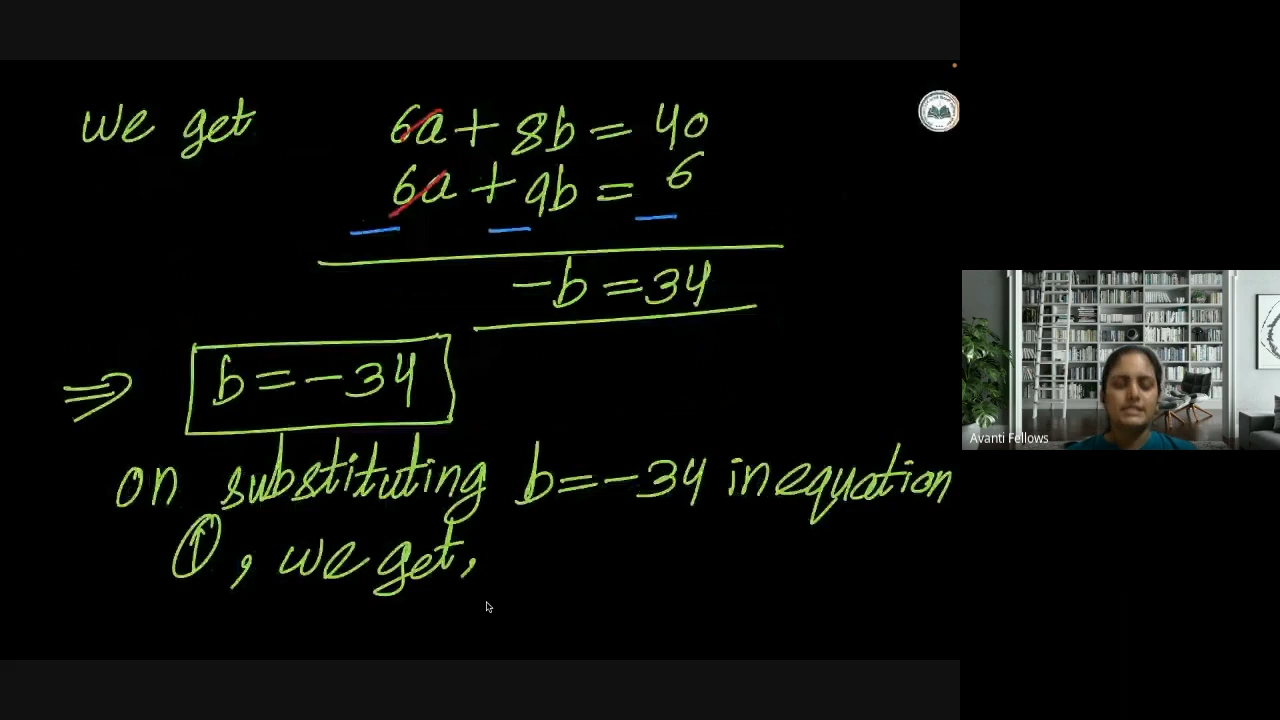 we get 6a + 8b = 40
6a + 9b = 6
-b = 34
⇒ b = -34
on substituting b = -34 in equation
①, we get,
Avanti Fellows